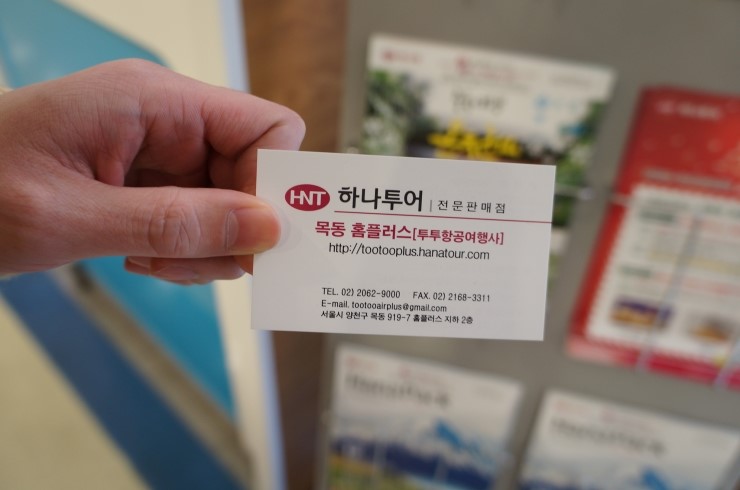 HNT 하나투어 | 전문판매점
목동 홈플러스[투투항공여행사]
http://tootooplus.hanatour.com
TEL. 02) 2062-9000 FAX. 02) 2168-3311
E-mail. tootooairplus@gmail.com
서울시 양천구 목동 919-7 홈플러스 지하 2층